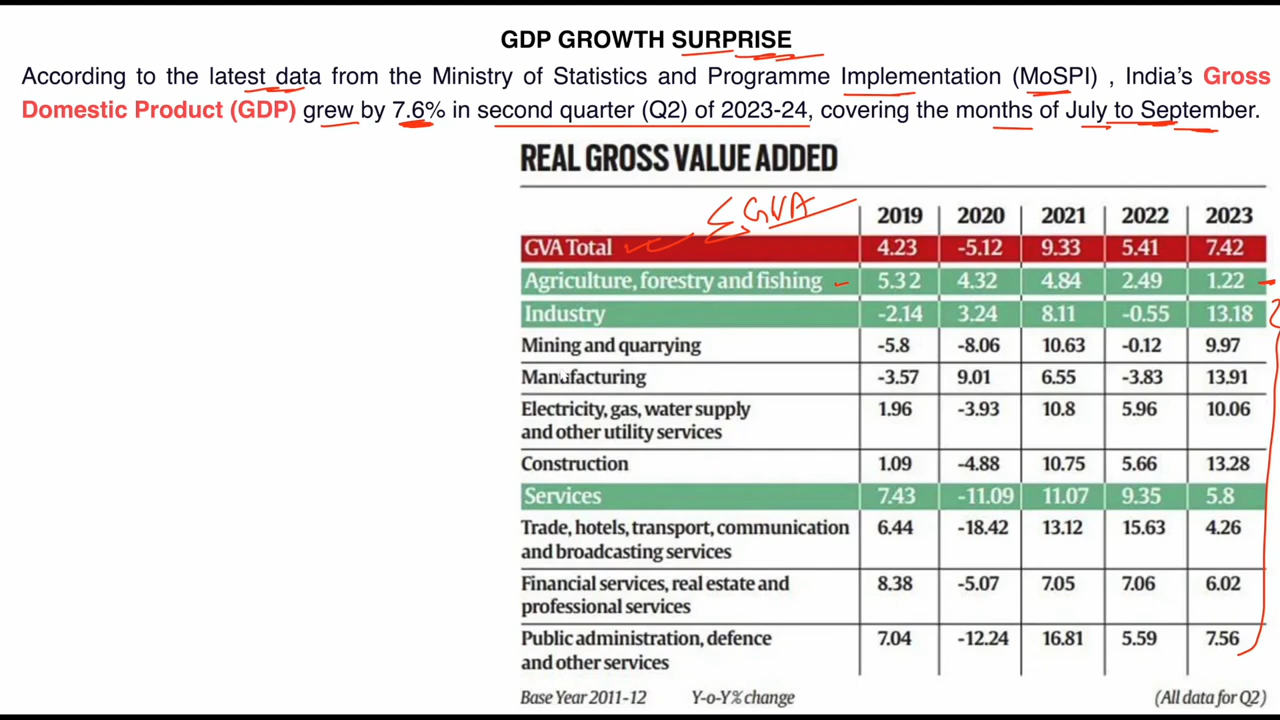 GDP GROWTH SURPRISE
According to the latest data from the Ministry of Statistics and Programme Implementation (MoSPI) , India's Gross
Domestic Product (GDP) grew by 7.6% in second quarter (Q2) of 2023-24, covering the months of July to September.
REAL GROSS VALUE ADDED
Σ GVA
2019 2020 2021 2022 2023
GVA Total 4.23 -5.12 9.33 5.41 7.42
Agriculture, forestry and fishing 5.32 4.32 4.84 2.49 1.22
Industry -2.14 3.24 8.11 -0.55 13.18
Mining and quarrying -5.8 -8.06 10.63 -0.12 9.97
Manufacturing -3.57 9.01 6.55 -3.83 13.91
Electricity, gas, water supply 1.96 -3.93 10.8 5.96 10.06
and other utility services
Construction 1.09 -4.88 10.75 5.66 13.28
Services 7.43 -11.09 11.07 9.35 5.8
Trade, hotels, transport, communication 6.44 -18.42 13.12 15.63 4.26
and broadcasting services
Financial services, real estate and 8.38 -5.07 7.05 7.06 6.02
professional services
Public administration, defence 7.04 -12.24 16.81 5.59 7.56
and other services
Base Year 2011-12 Y-o-Y% change (All data for Q2)